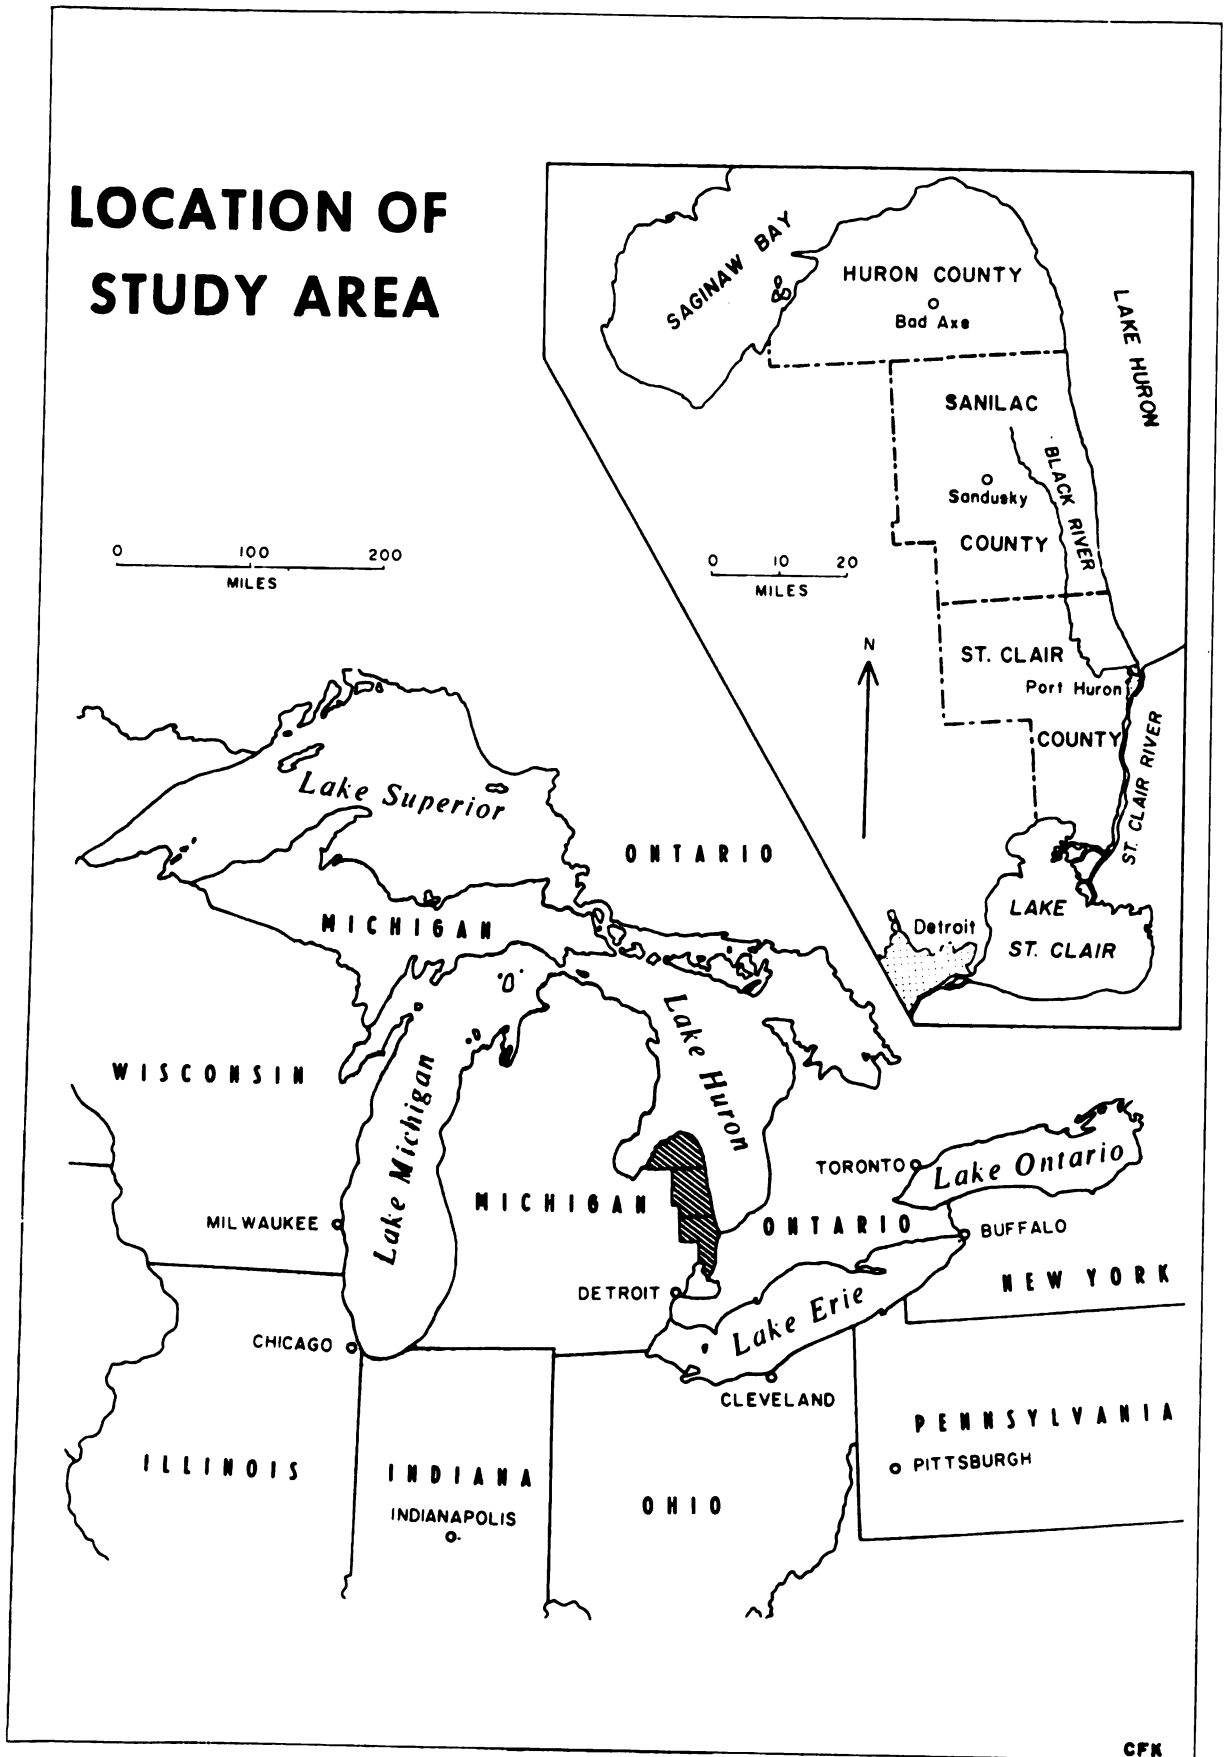 LOCATION OF
STUDY AREA
SAGINAW BAY
HURON COUNTY
Bad Axe
LAKE HURON
SANILAC
BLACK RIVER
Sandusky
COUNTY
0 100 200
MILES
0 10 20
MILES
N
ST. CLAIR
Port Huron
COUNTY
ST. CLAIR RIVER
LAKE
ST. CLAIR
Detroit
Lake Superior
ONTARIO
MICHIGAN
Lake Huron
WISCONSIN
Lake Michigan
TORONTO
Lake Ontario
MICHIGAN
MILWAUKEE
ONTARIO
BUFFALO
NEW YORK
DETROIT
Lake Erie
CHICAGO
CLEVELAND
PENNSYLVANIA
PITTSBURGH
ILLINOIS
INDIANA
INDIANAPOLIS
OHIO
CFK